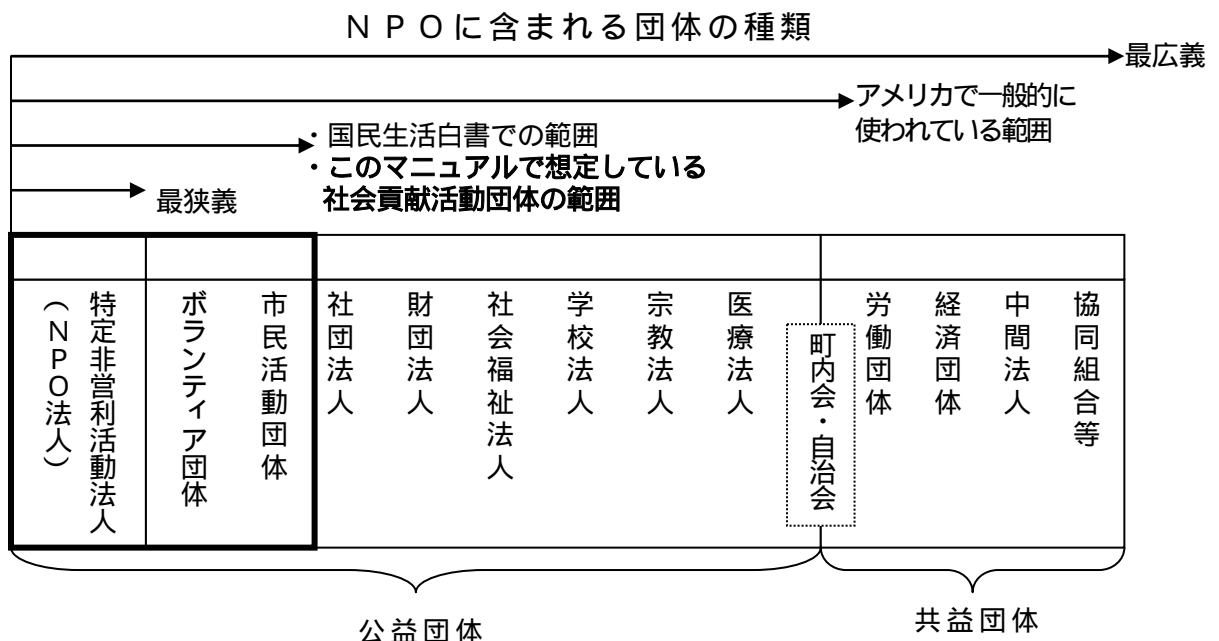 NPOに含まれる団体の種類
最広義
アメリカで一般的に
使われている範囲
・国民生活白書での範囲
・このマニュアルで想定している
社会貢献活動団体の範囲
最狭義
特定非営利活動法人
(NPO法人)
ボランティア団体
市民活動団体
社団法人
財団法人
社会福祉法人
学校法人
宗教法人
医療法人
町内会・自治会
労働団体
経済団体
中間法人
協同組合等
公益団体
共益団体